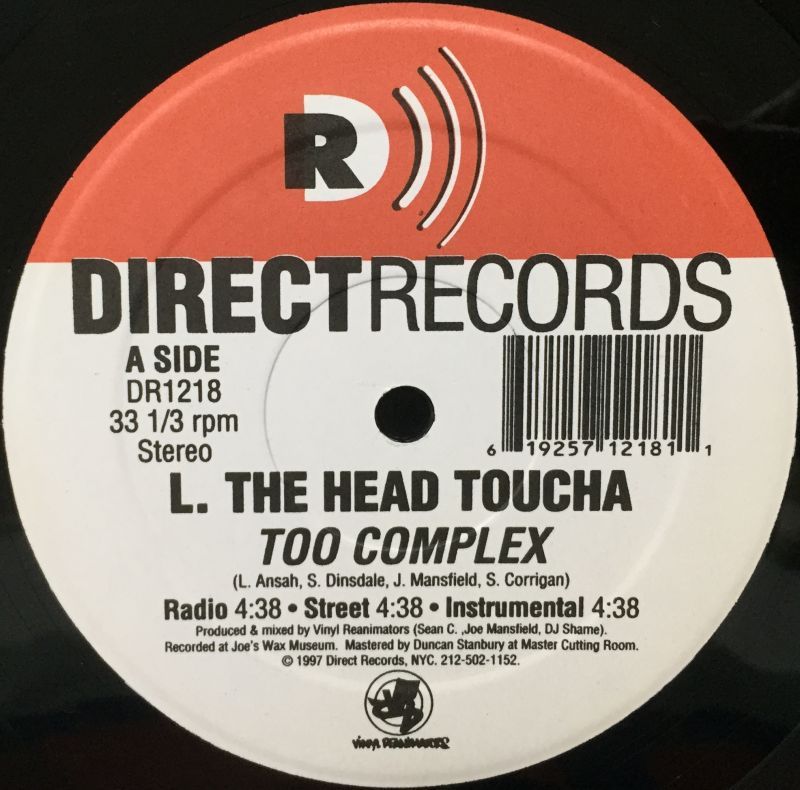 RD
DIRECTRECORDS
A SIDE
DR1218
33 1/3 rpm
Stereo
6 19257 12181 1
L. THE HEAD TOUCHA
TOO COMPLEX
(L. Ansah, S. Dinsdale, J. Mansfield, S. Corrigan)
Radio 4:38 • Street 4:38 • Instrumental 4:38
Produced & mixed by Vinyl Reanimators (Sean C. ,Joe Mansfield, DJ Shame).
Recorded at Joe's Wax Museum. Mastered by Duncan Stanbury at Master Cutting Room.
© 1997 Direct Records, NYC. 212-502-1152.
VINYL REANIMATORS